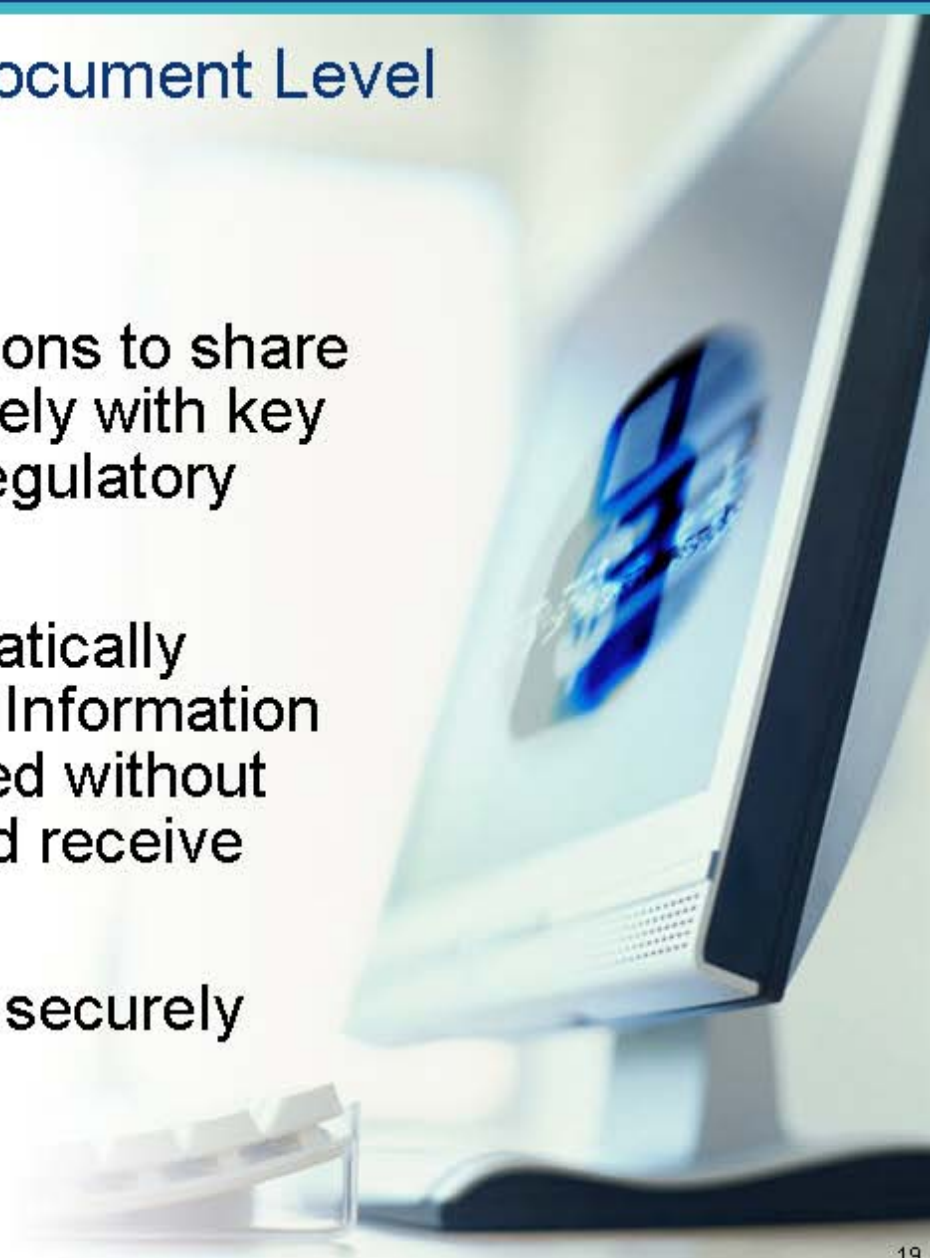 ocument Level
ons to share
ely with key
egulatory
atically
Information
ed without
d receive
securely
19